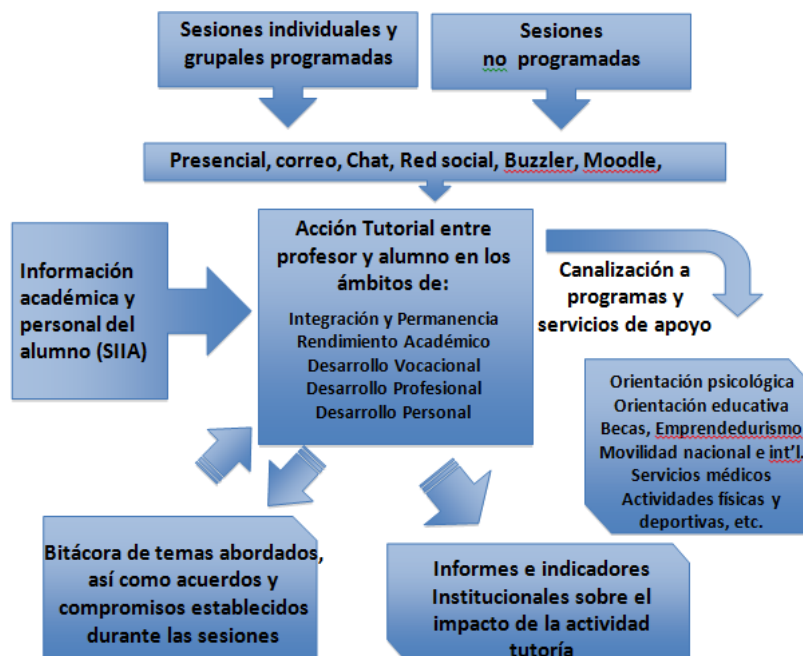 Sesiones individuales y
grupales programadas
Sesiones
no programadas
Presencial, correo, Chat, Red social, Buzzler, Moodle,
Información
académica y
personal del
alumno (SIIA)
Acción Tutorial entre
profesor y alumno en los
ámbitos de:
Integración y Permanencia
Rendimiento Académico
Desarrollo Vocacional
Desarrollo Profesional
Desarrollo Personal
Canalización a
programas y
servicios de apoyo
Orientación psicológica
Orientación educativa
Becas, Emprendedurismo
Movilidad nacional e int'l.
Servicios médicos
Actividades físicas y
deportivas, etc.
Bitácora de temas abordados,
así como acuerdos y
compromisos establecidos
durante las sesiones
Informes e indicadores
Institucionales sobre el
impacto de la actividad
tutoría